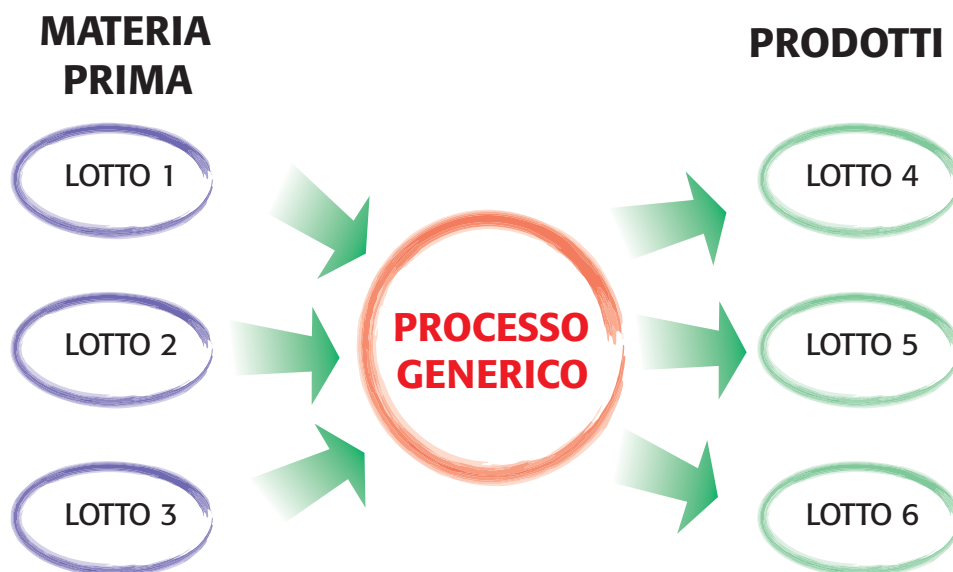 MATERIA
PRIMA
PRODOTTI
LOTTO 1
LOTTO 4
LOTTO 2
PROCESSO
GENERICO
LOTTO 5
LOTTO 3
LOTTO 6